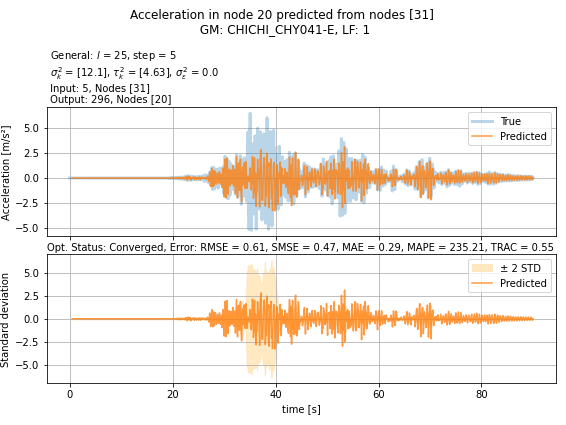 Acceleration in node 20 predicted from nodes [31]
GM: CHICHI_CHY041-E, LF: 1
General: l = 25, step = 5
σ²ₖ = [12.1], τ²ₖ = [4.63], σ²ε = 0.0
Input: 5, Nodes [31]
Output: 296, Nodes [20]
Acceleration [m/s²]
5.0
2.5
0.0
−2.5
−5.0
True
Predicted
Opt. Status: Converged, Error: RMSE = 0.61, SMSE = 0.47, MAE = 0.29, MAPE = 235.21, TRAC = 0.55
Standard deviation
5.0
2.5
0.0
−2.5
−5.0
± 2 STD
Predicted
0 20 40 60 80
time [s]